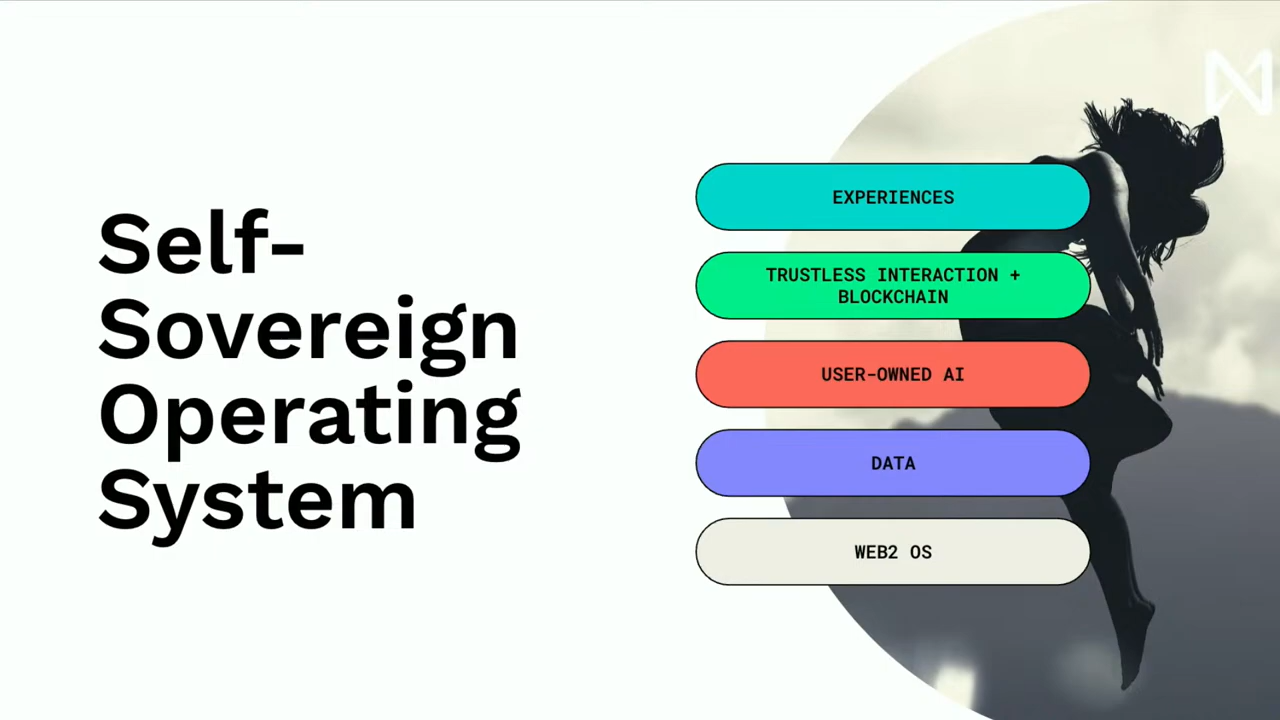 Self-
Sovereign
Operating
System
EXPERIENCES
TRUSTLESS INTERACTION +
BLOCKCHAIN
USER-OWNED AI
DATA
WEB2 OS